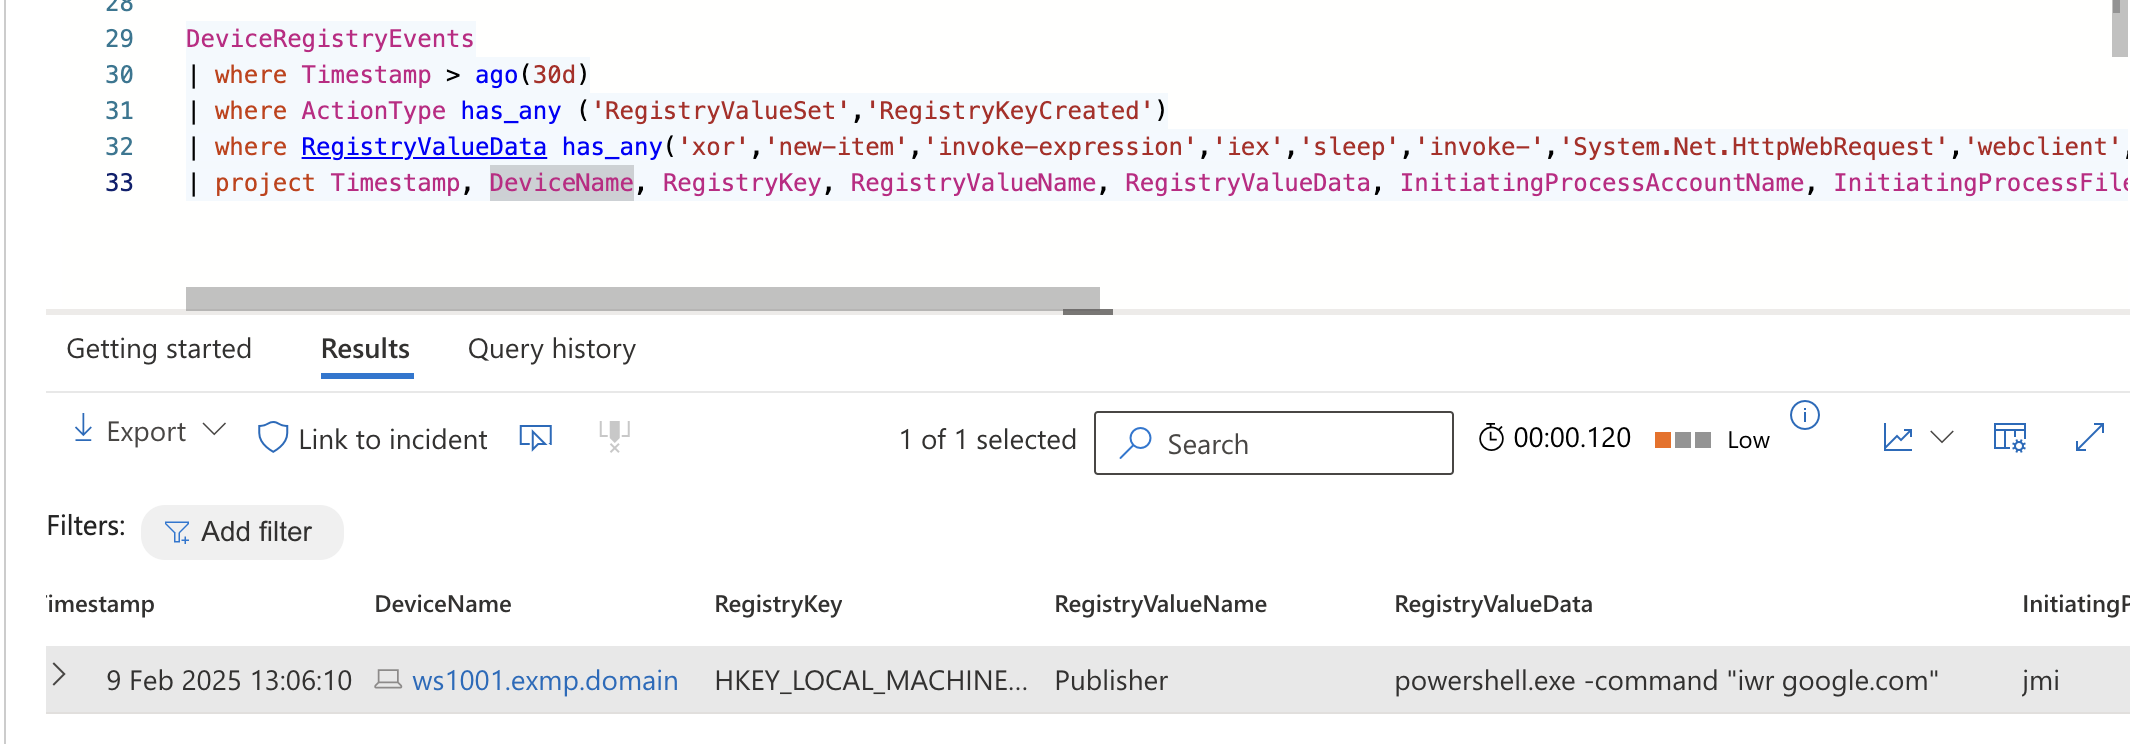 28
29 DeviceRegistryEvents
30 | where Timestamp > ago(30d)
31 | where ActionType has_any ('RegistryValueSet','RegistryKeyCreated')
32 | where RegistryValueData has_any('xor','new-item','invoke-expression','iex','sleep','invoke-','System.Net.HttpWebRequest','webclient',
33 | project Timestamp, DeviceName, RegistryKey, RegistryValueName, RegistryValueData, InitiatingProcessAccountName, InitiatingProcessFile
Getting started Results Query history
Export Link to incident 1 of 1 selected Search 00:00.120 Low
Filters: Add filter
Timestamp DeviceName RegistryKey RegistryValueName RegistryValueData InitiatingP
9 Feb 2025 13:06:10 ws1001.exmp.domain HKEY_LOCAL_MACHINE... Publisher powershell.exe -command "iwr google.com" jmi